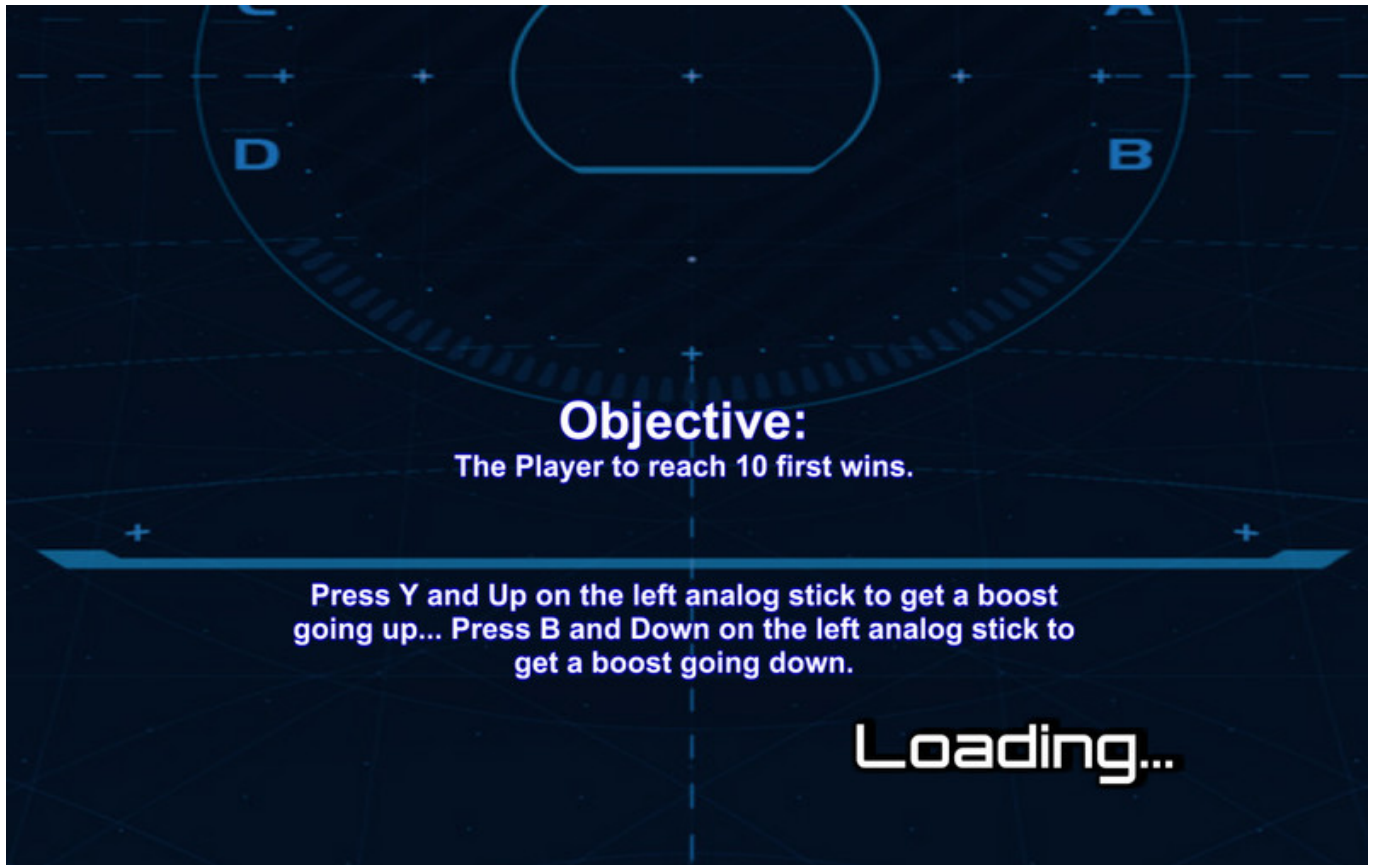 C A
D B
Objective:
The Player to reach 10 first wins.
Press Y and Up on the left analog stick to get a boost
going up... Press B and Down on the left analog stick to
get a boost going down.
Loading...